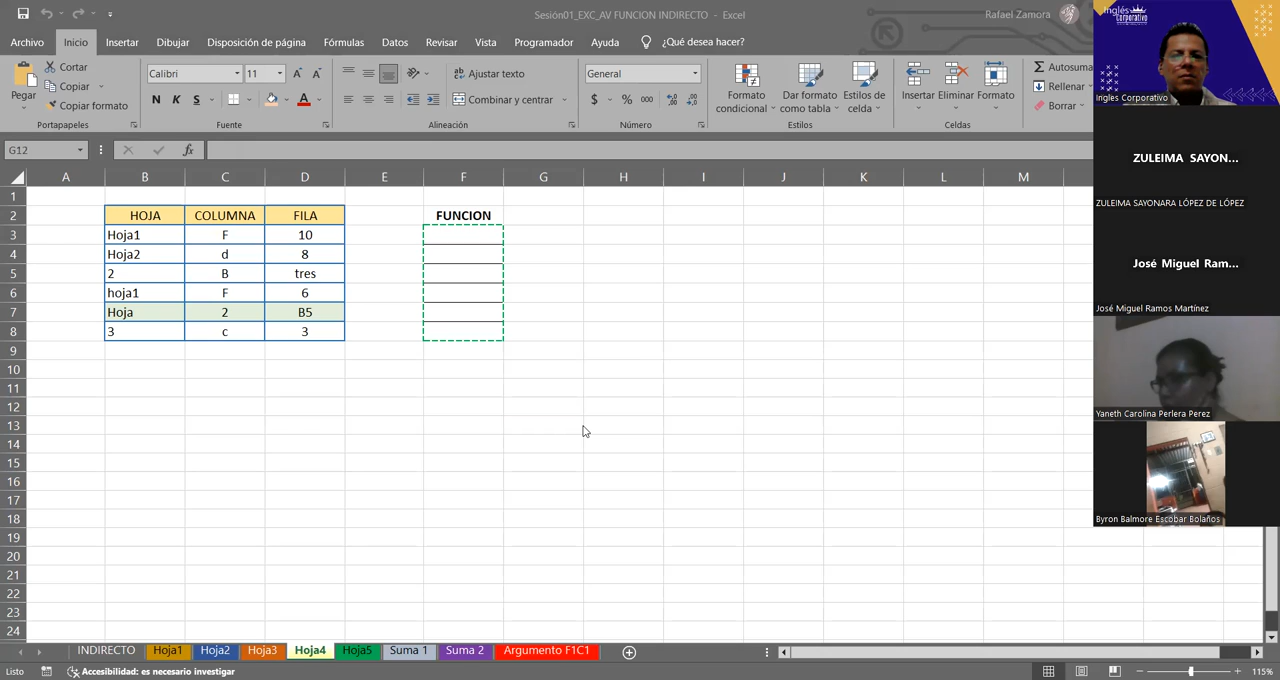 Sesión01_EXC_AV FUNCION INDIRECTO - Excel
Rafael Zamora
Archivo Inicio Insertar Dibujar Disposición de página Fórmulas Datos Revisar Vista Programador Ayuda ¿Qué desea hacer?
Pegar
Cortar
Copiar
Copiar formato
Portapapeles
Calibri 11
N K S
Fuente
Ajustar texto
Combinar y centrar
Alineación
General
$ % 000
Número
Formato condicional
Dar formato como tabla
Estilos de celda
Estilos
Insertar Eliminar Formato
Celdas
Autosuma
Rellenar
Borrar
G12 fx
A B C D E F G H I J K L M
1
2 HOJA COLUMNA FILA FUNCION
3 Hoja1 F 10
4 Hoja2 d 8
5 2 B tres
6 hoja1 F 6
7 Hoja 2 B5
8 3 c 3
9
10
11
12
13
14
15
16
17
18
19
20
21
22
23
24
INDIRECTO Hoja1 Hoja2 Hoja3 Hoja4 Hoja5 Suma 1 Suma 2 Argumento F1C1
Listo Accesibilidad: es necesario investigar 115%
Inglés Corporativo
Ingles Corporativo
ZULEIMA SAYON...
ZULEIMA SAYONARA LÓPEZ DE LÓPEZ
José Miguel Ram...
José Miguel Ramos Martínez
Yaneth Carolina Perlera Perez
Byron Balmore Escobar Bolaños